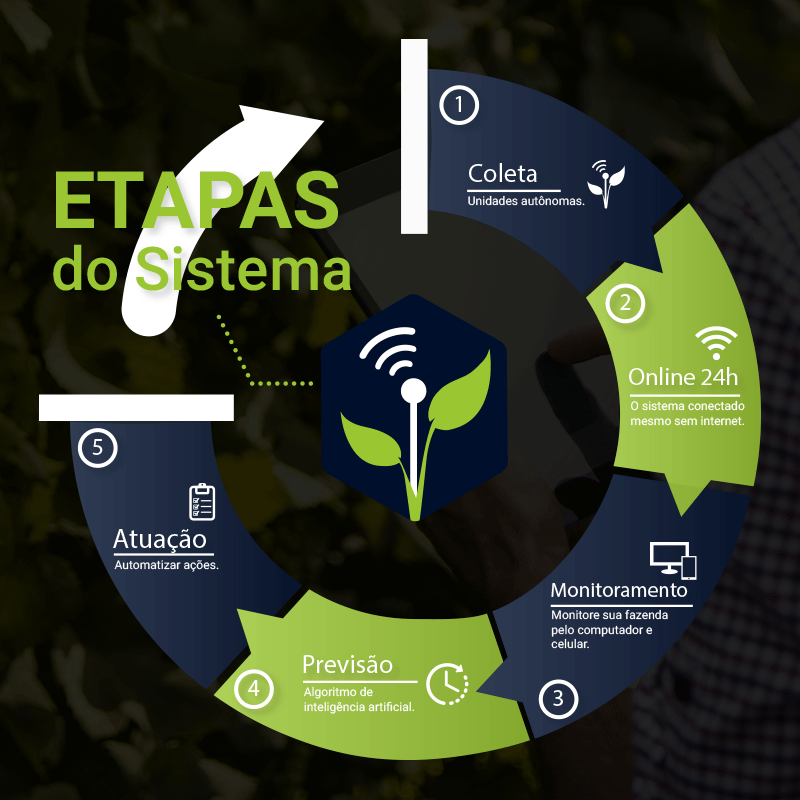 ETAPAS
do Sistema
1
Coleta
Unidades autônomas.
2
Online 24h
O sistema conectado
mesmo sem internet.
Monitoramento
Monitore sua fazenda
pelo computador e
celular.
3
Previsão
Algoritmo de
inteligência artificial.
4
5
Atuação
Automatizar ações.